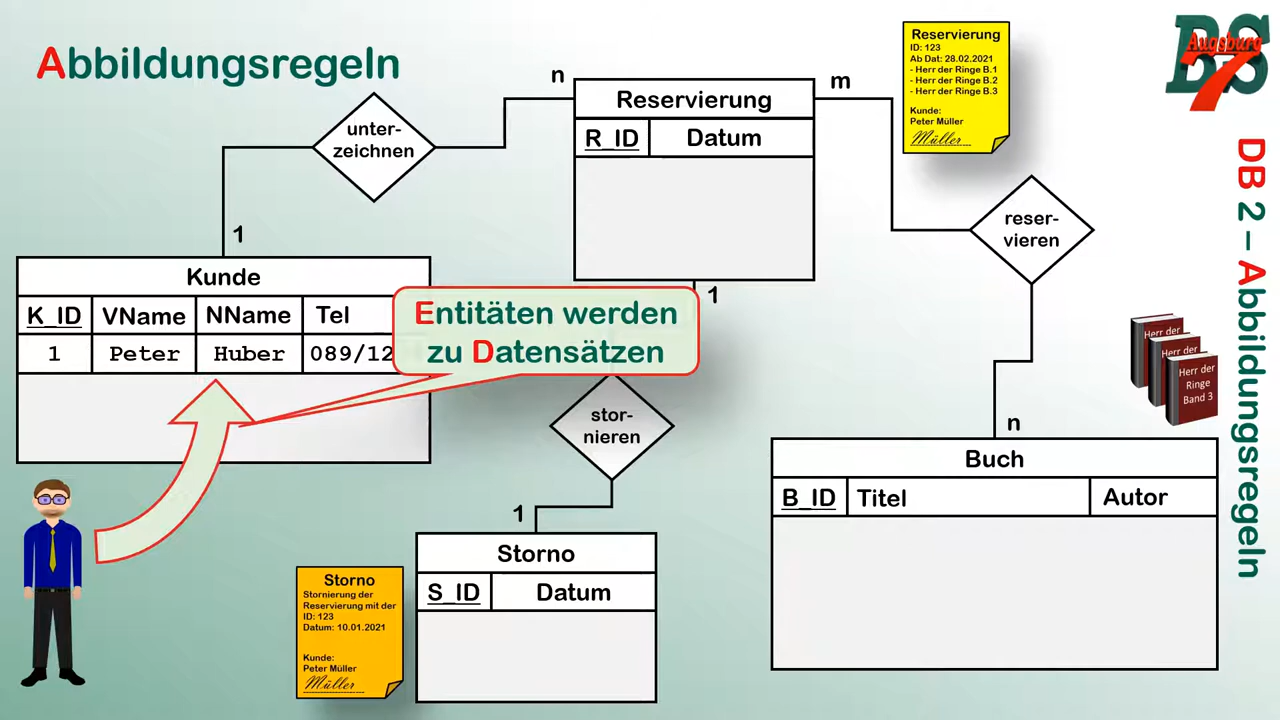 Abbildungsregeln
unter-
zeichnen
n
1
Reservierung
R_ID Datum
m
Reservierung
ID: 123
Ab Dat: 28.02.2021
- Herr der Ringe B.1
- Herr der Ringe B.2
- Herr der Ringe B.3
Kunde:
Peter Müller
Müller
BS
Augsburg
7
DB 2 – Abbildungsregeln
reser-
vieren
Kunde
K_ID VName NName Tel
1 Peter Huber 089/12
Entitäten werden
zu Datensätzen
1
stor-
nieren
1
n
Herr der
Herr der
Herr der
Ringe
Band 3
Buch
B_ID Titel Autor
Storno
S_ID Datum
Storno
Stornierung der
Reservierung mit der
ID: 123
Datum: 10.01.2021
Kunde:
Peter Müller
Müller